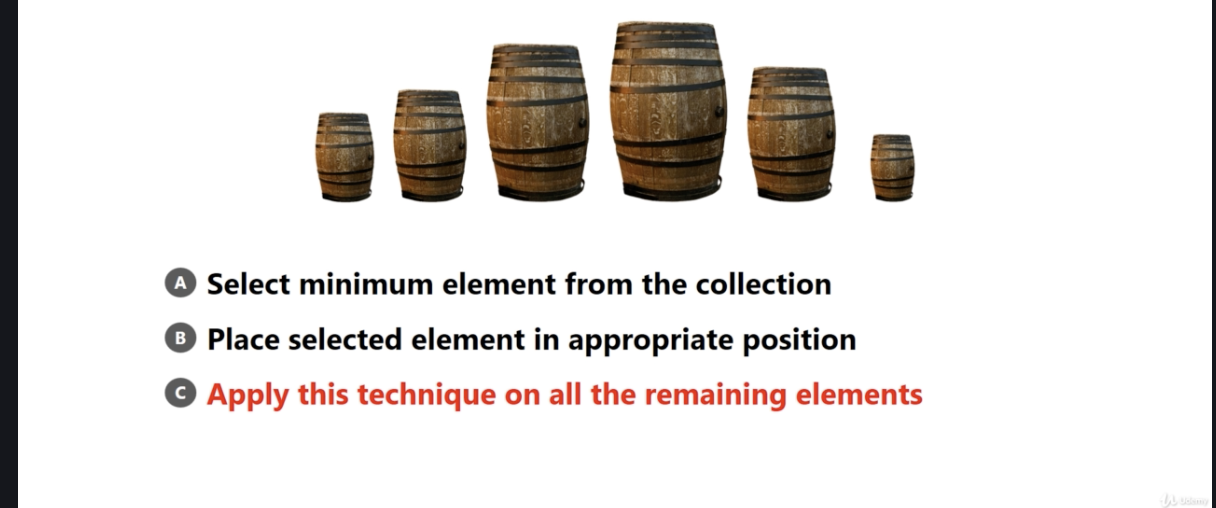 A Select minimum element from the collection
B Place selected element in appropriate position
C Apply this technique on all the remaining elements
Udemy